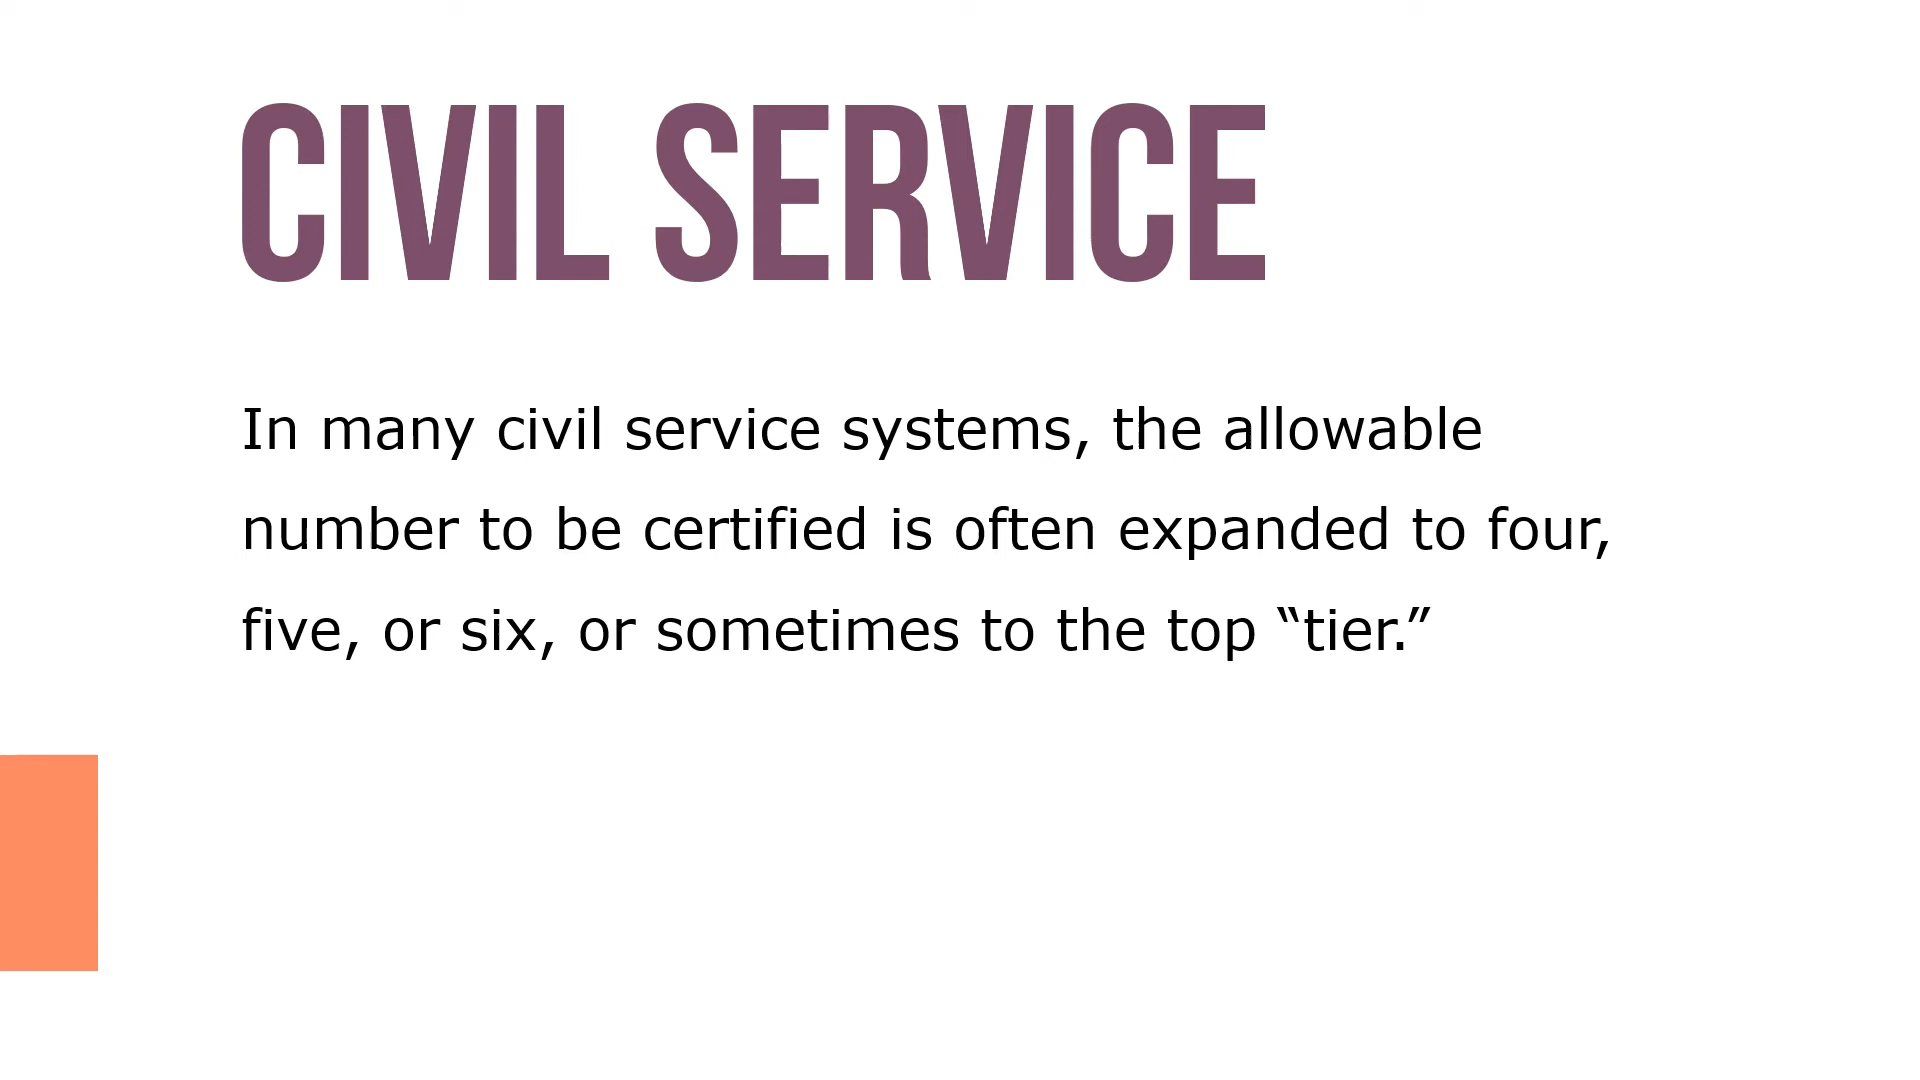 CIVIL SERVICE
In many civil service systems, the allowable
number to be certified is often expanded to four,
five, or six, or sometimes to the top “tier.”